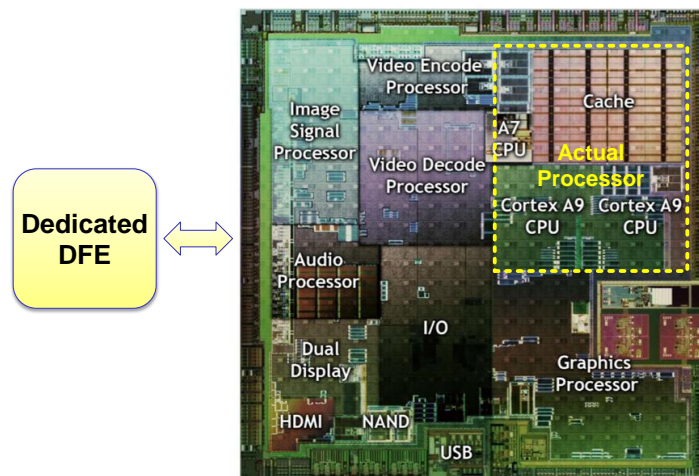 Dedicated
DFE
Video Encode
Processor
Image
Signal
Processor
Cache
A7
CPU
Actual
Processor
Video Decode
Processor
Cortex A9
CPU
Cortex A9
CPU
Audio
Processor
I/O
Dual
Display
Graphics
Processor
HDMI
NAND
USB